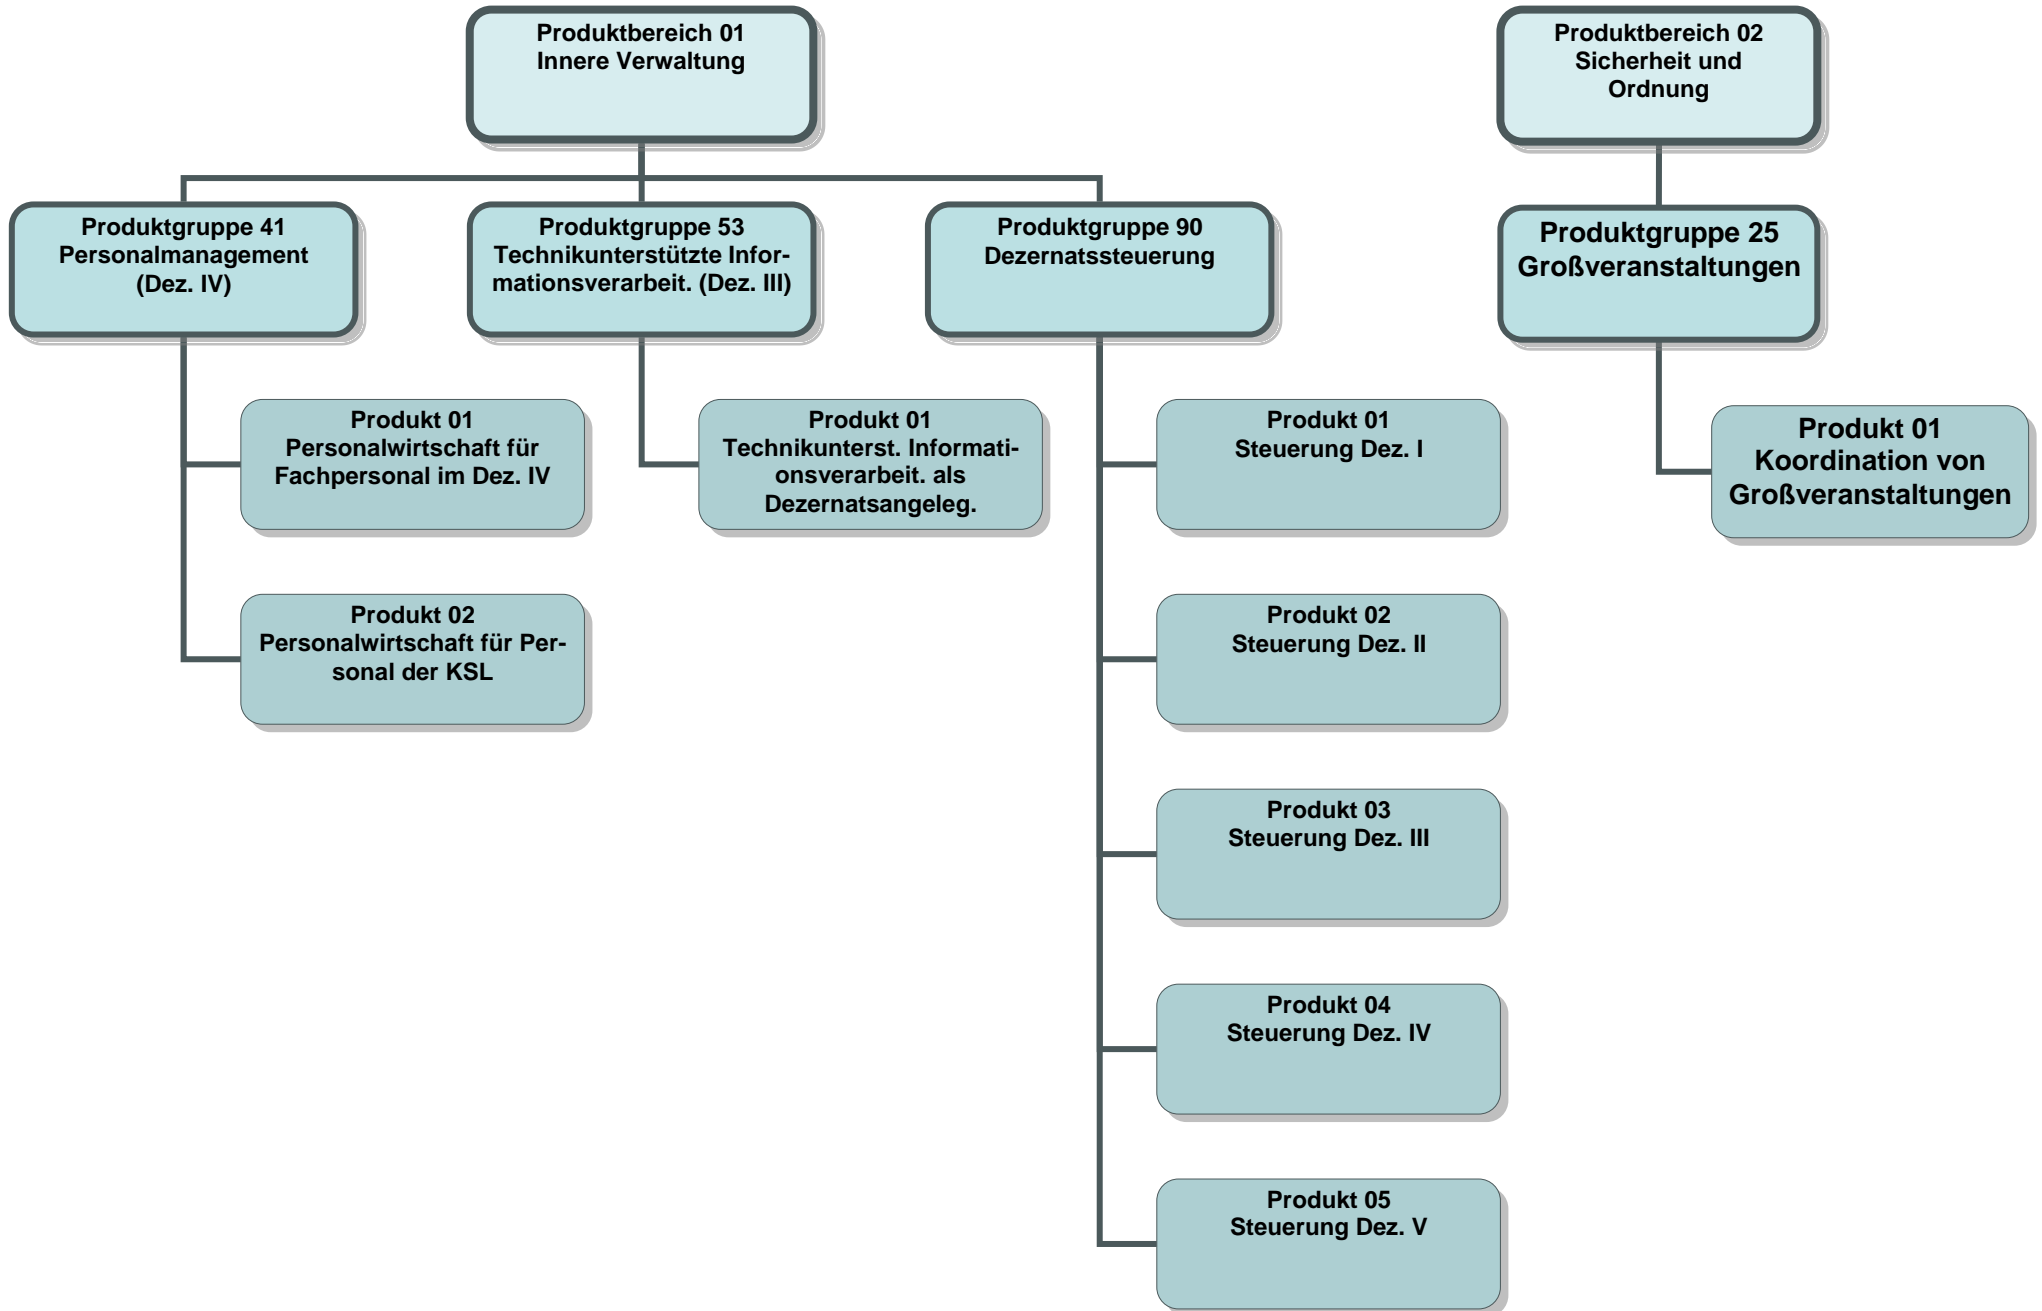 Produktbereich 01
Innere Verwaltung
Produktbereich 02
Sicherheit und
Ordnung
Produktgruppe 41
Personalmanagement
(Dez. IV)
Produktgruppe 53
Technikunterstützte Infor-
mationsverarbeit. (Dez. III)
Produktgruppe 90
Dezernatssteuerung
Produktgruppe 25
Großveranstaltungen
Produkt 01
Personalwirtschaft für
Fachpersonal im Dez. IV
Produkt 01
Technikunterst. Informati-
onsverarbeit. als
Dezernatsangeleg.
Produkt 01
Steuerung Dez. I
Produkt 01
Koordination von
Großveranstaltungen
Produkt 02
Personalwirtschaft für Per-
sonal der KSL
Produkt 02
Steuerung Dez. II
Produkt 03
Steuerung Dez. III
Produkt 04
Steuerung Dez. IV
Produkt 05
Steuerung Dez. V